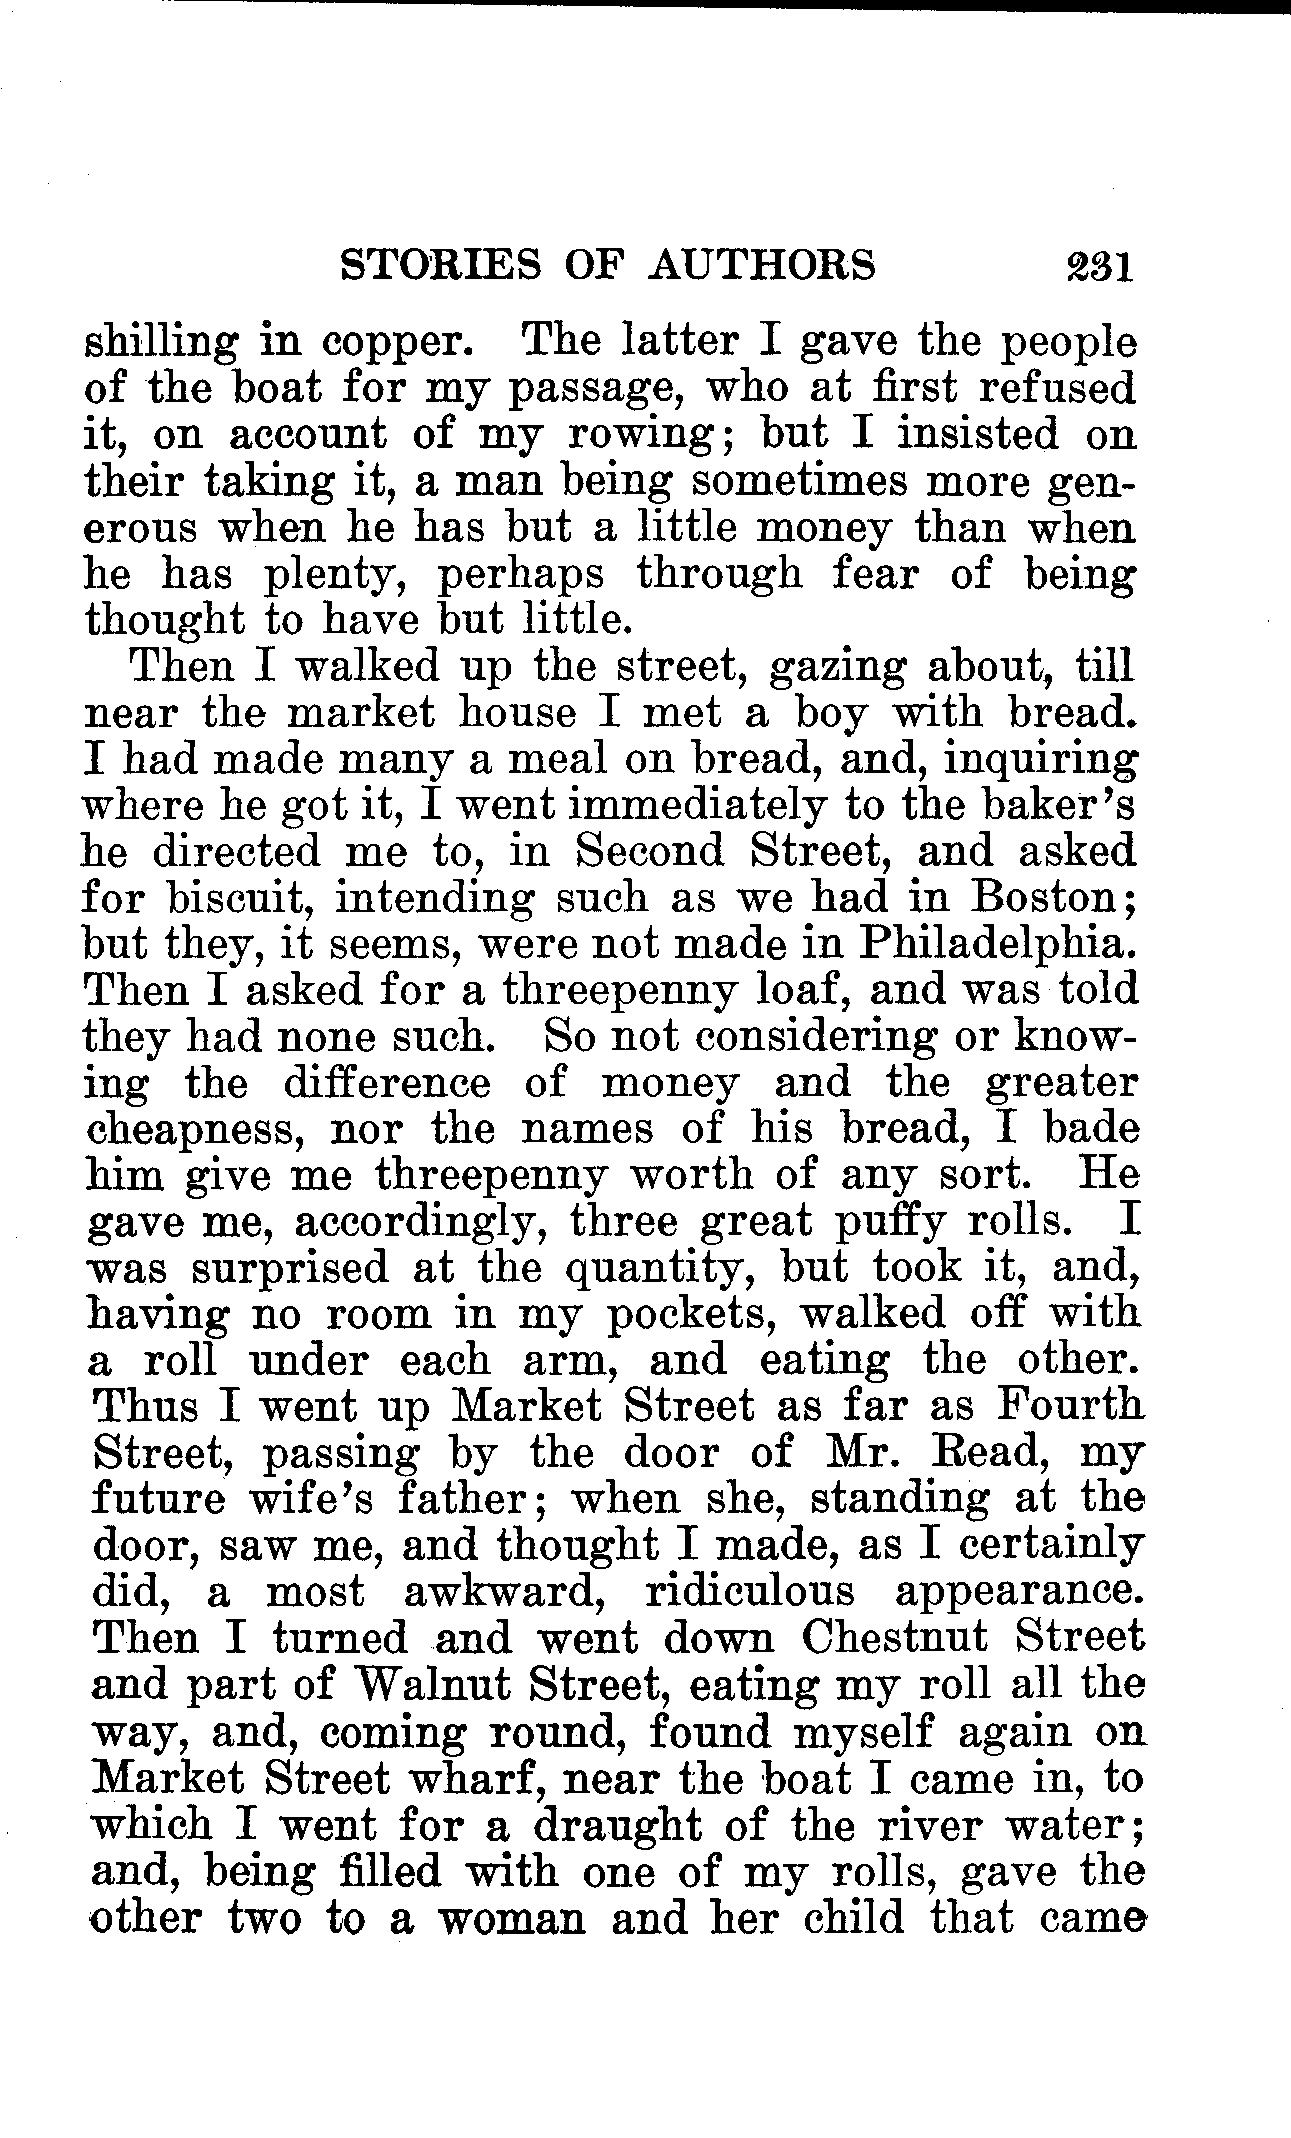 STORIES OF AUTHORS 231
shilling in copper. The latter I gave the people
of the boat for my passage, who at first refused
it, on account of my rowing; but I insisted on
their taking it, a man being sometimes more gen-
erous when he has but a little money than when
he has plenty, perhaps through fear of being
thought to have but little.
Then I walked up the street, gazing about, till
near the market house I met a boy with bread.
I had made many a meal on bread, and, inquiring
where he got it, I went immediately to the baker's
he directed me to, in Second Street, and asked
for biscuit, intending such as we had in Boston;
but they, it seems, were not made in Philadelphia.
Then I asked for a threepenny loaf, and was told
they had none such. So not considering or know-
ing the difference of money and the greater
cheapness, nor the names of his bread, I bade
him give me threepenny worth of any sort. He
gave me, accordingly, three great puffy rolls. I
was surprised at the quantity, but took it, and,
having no room in my pockets, walked off with
a roll under each arm, and eating the other.
Thus I went up Market Street as far as Fourth
Street, passing by the door of Mr. Read, my
future wife's father; when she, standing at the
door, saw me, and thought I made, as I certainly
did, a most awkward, ridiculous appearance.
Then I turned and went down Chestnut Street
and part of Walnut Street, eating my roll all the
way, and, coming round, found myself again on
Market Street wharf, near the boat I came in, to
which I went for a draught of the river water;
and, being filled with one of my rolls, gave the
other two to a woman and her child that came